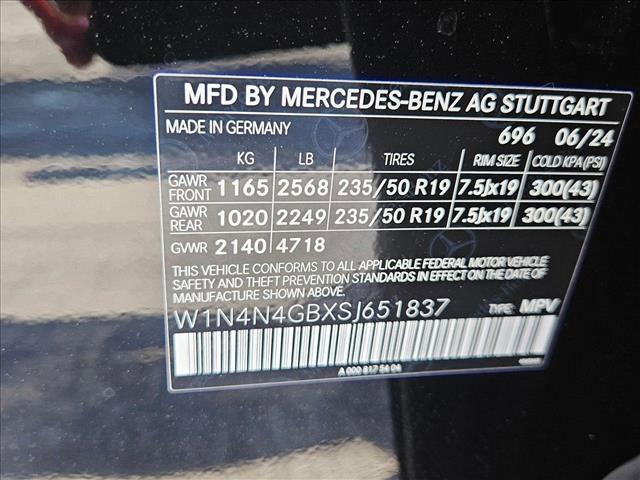 MFD BY MERCEDES-BENZ AG STUTTGART
MADE IN GERMANY 696 06/24
KG LB TIRES RIM SIZE COLD KPA (PSI)
GAWR FRONT 1165 2568 235/50 R19 7.5Jx19 300(43)
GAWR REAR 1020 2249 235/50 R19 7.5Jx19 300(43)
GVWR 2140 4718
THIS VEHICLE CONFORMS TO ALL APPLICABLE FEDERAL MOTOR VEHICLE
SAFETY AND THEFT PREVENTION STANDARDS IN EFFECT ON THE DATE
OF MANUFACTURE SHOWN ABOVE.
W1N4N4GBXSJ651837 TYPE: MPV
A 000 817 54 04